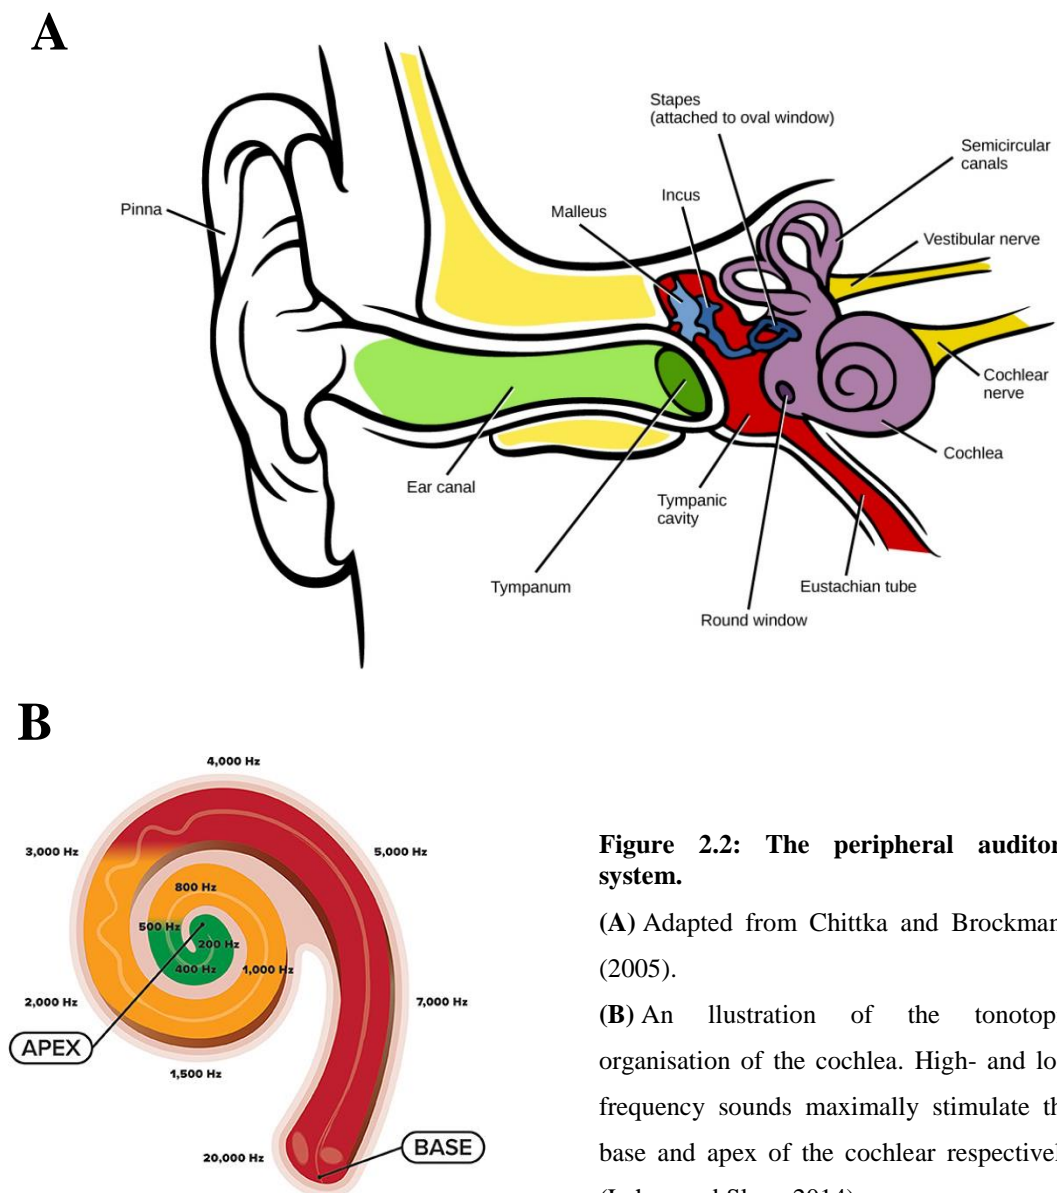 A
Stapes
(attached to oval window)
Semicircular
canals
Incus
Malleus
Pinna
Vestibular nerve
Cochlear
nerve
Cochlea
Ear canal
Tympanic
cavity
Tympanum
Eustachian tube
Round window
B
4,000 Hz
3,000 Hz
5,000 Hz
800 Hz
500 Hz
200 Hz
400 Hz
1,000 Hz
2,000 Hz
7,000 Hz
APEX
1,500 Hz
BASE
20,000 Hz
Figure 2.2: The peripheral auditor
system.
(A) Adapted from Chittka and Brockman
(2005).
(B) An llustration of the tonotop
organisation of the cochlea. High- and lo
frequency sounds maximally stimulate th
base and apex of the cochlear respectivel